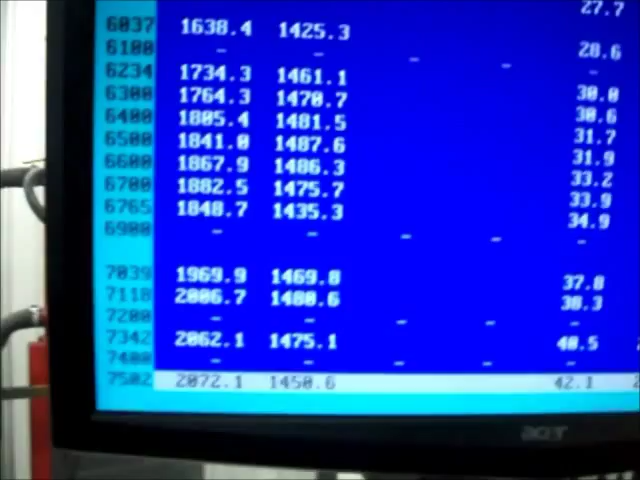 27.7
6037 1638.4 1425.3
6100 - - - - 28.6
6234 1734.3 1461.1 -
6300 1764.3 1470.7 30.0
6400 1805.4 1481.5 30.6
6500 1841.0 1487.6 31.7
6600 1867.9 1486.3 31.9
6700 1882.5 1475.7 33.2
6765 1848.7 1435.3 33.9
6900 - - - - 34.9
-
7039 1969.9 1469.8 37.8
7118 2006.7 1480.6 38.3
7200 - - - - -
7342 2062.1 1475.1 40.5
7400 - - - - -
7502 2072.1 1450.6 42.1
acer